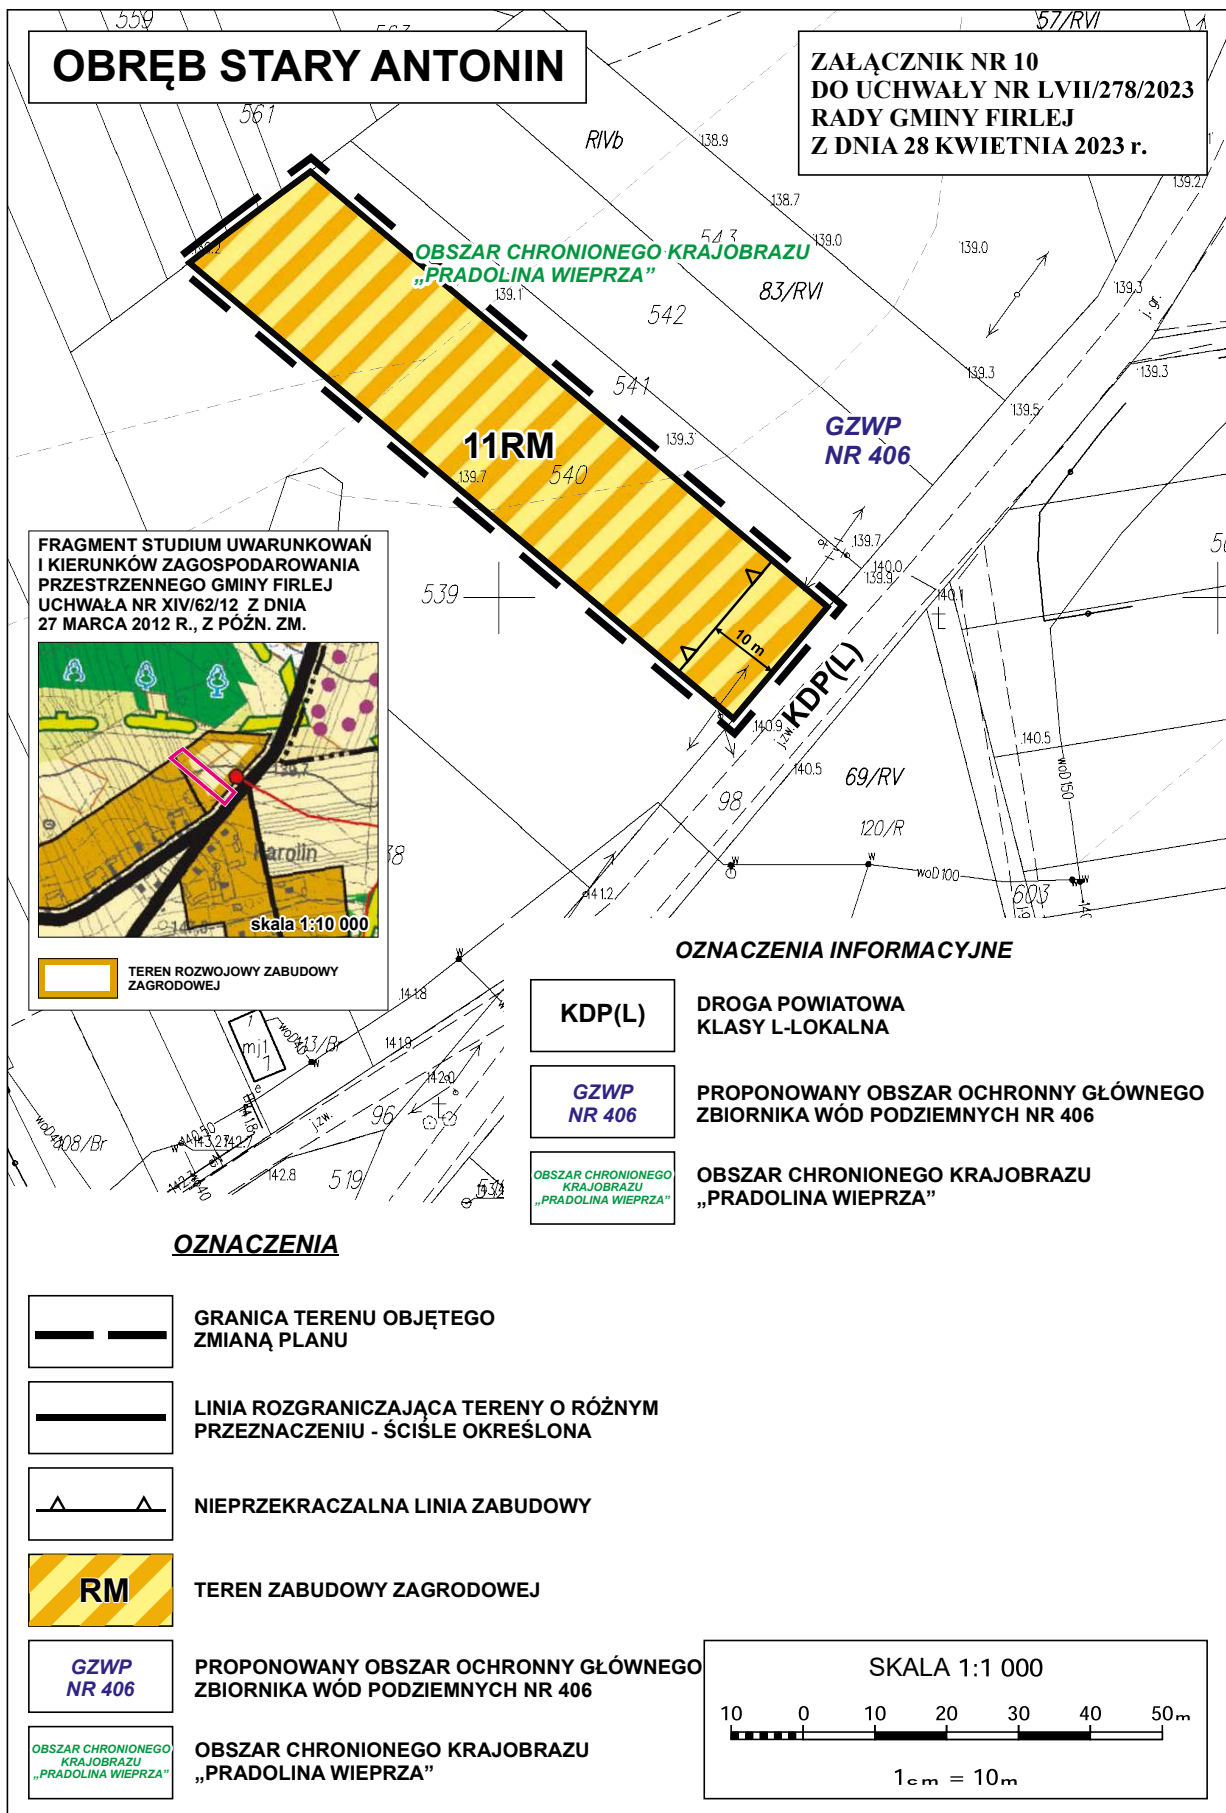 OBRĘB STARY ANTONIN
ZAŁĄCZNIK NR 10
DO UCHWAŁY NR LVII/278/2023
RADY GMINY FIRLEJ
Z DNIA 28 KWIETNIA 2023 r.
559
57/RVI
561
RIVb
138.9
139.2
138.7
543
139.0
139.0
OBSZAR CHRONIONEGO KRAJOBRAZU
„PRADOLINA WIEPRZA”
139.1
83/RVI
139.3
j.-gr.
542
541
139.3
139.3
139.5
GZWP
NR 406
139.3
11RM
139.7
540
539
139.7
140.0
139.9
140.1
10 m
KDP(L)
j.zw.
140.9
140.5
140.5
69/RV
98
120/R
woD150
woD100
603
141.2
FRAGMENT STUDIUM UWARUNKOWAŃ
I KIERUNKÓW ZAGOSPODAROWANIA
PRZESTRZENNEGO GMINY FIRLEJ
UCHWAŁA NR XIV/62/12 Z DNIA
27 MARCA 2012 R., Z PÓŹN. ZM.
Karolin
skala 1:10 000
TEREN ROZWOJOWY ZABUDOWY
ZAGRODOWEJ
141.8
mj1
141.9
142.0
j.zw.
96
142.8
519
OZNACZENIA INFORMACYJNE
KDP(L)
DROGA POWIATOWA
KLASY L-LOKALNA
GZWP
NR 406
PROPONOWANY OBSZAR OCHRONNY GŁÓWNEGO
ZBIORNIKA WÓD PODZIEMNYCH NR 406
OBSZAR CHRONIONEGO
KRAJOBRAZU
„PRADOLINA WIEPRZA”
OBSZAR CHRONIONEGO KRAJOBRAZU
„PRADOLINA WIEPRZA”
OZNACZENIA
GRANICA TERENU OBJĘTEGO
ZMIANĄ PLANU
LINIA ROZGRANICZAJĄCA TERENY O RÓŻNYM
PRZEZNACZENIU - ŚCIŚLE OKREŚLONA
NIEPRZEKRACZALNA LINIA ZABUDOWY
RM
TEREN ZABUDOWY ZAGRODOWEJ
GZWP
NR 406
PROPONOWANY OBSZAR OCHRONNY GŁÓWNEGO
ZBIORNIKA WÓD PODZIEMNYCH NR 406
OBSZAR CHRONIONEGO
KRAJOBRAZU
„PRADOLINA WIEPRZA”
OBSZAR CHRONIONEGO KRAJOBRAZU
„PRADOLINA WIEPRZA”
SKALA 1:1 000
10 0 10 20 30 40 50m
1cm = 10m